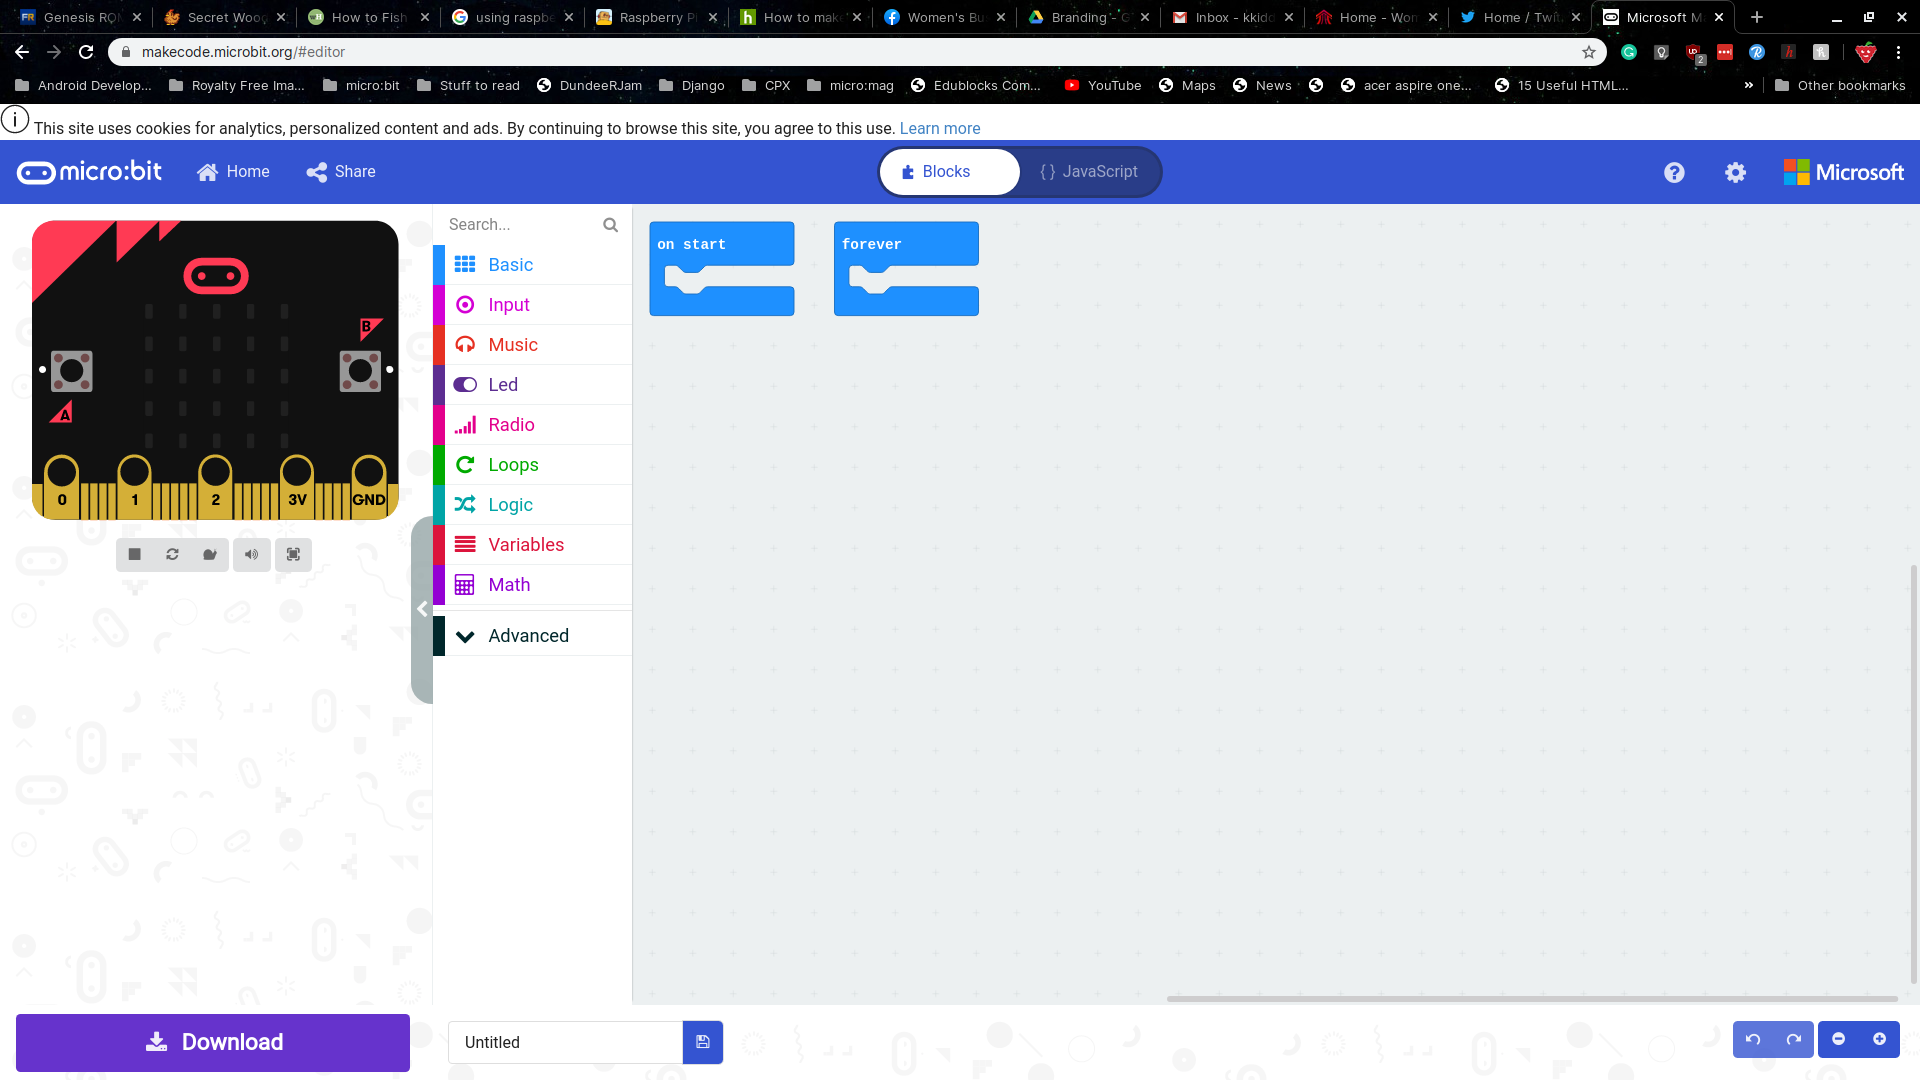 Genesis RO
Secret Woo
How to Fish
using raspbe
Raspberry P
How to make
Women's Bu
Branding - G
Inbox - kkido
Home - Wom
Home / Twit
Microsoft M
makecode.microbit.org/#editor
2
Android Develop...
Royalty Free Ima...
micro:bit
Stuff to read
DundeeRJam
Django
CPX
micro:mag
Edublocks Com...
YouTube
Maps
News
acer aspire one...
15 Useful HTML...
»
Other bookmarks
This site uses cookies for analytics, personalized content and ads. By continuing to browse this site, you agree to this use. Learn more
micro:bit
Home
Share
Blocks
{ } JavaScript
Microsoft
B
A
0 1 2 3V GND
Search...
Basic
Input
Music
Led
Radio
Loops
Logic
Variables
Math
Advanced
on start
forever
Download
Untitled